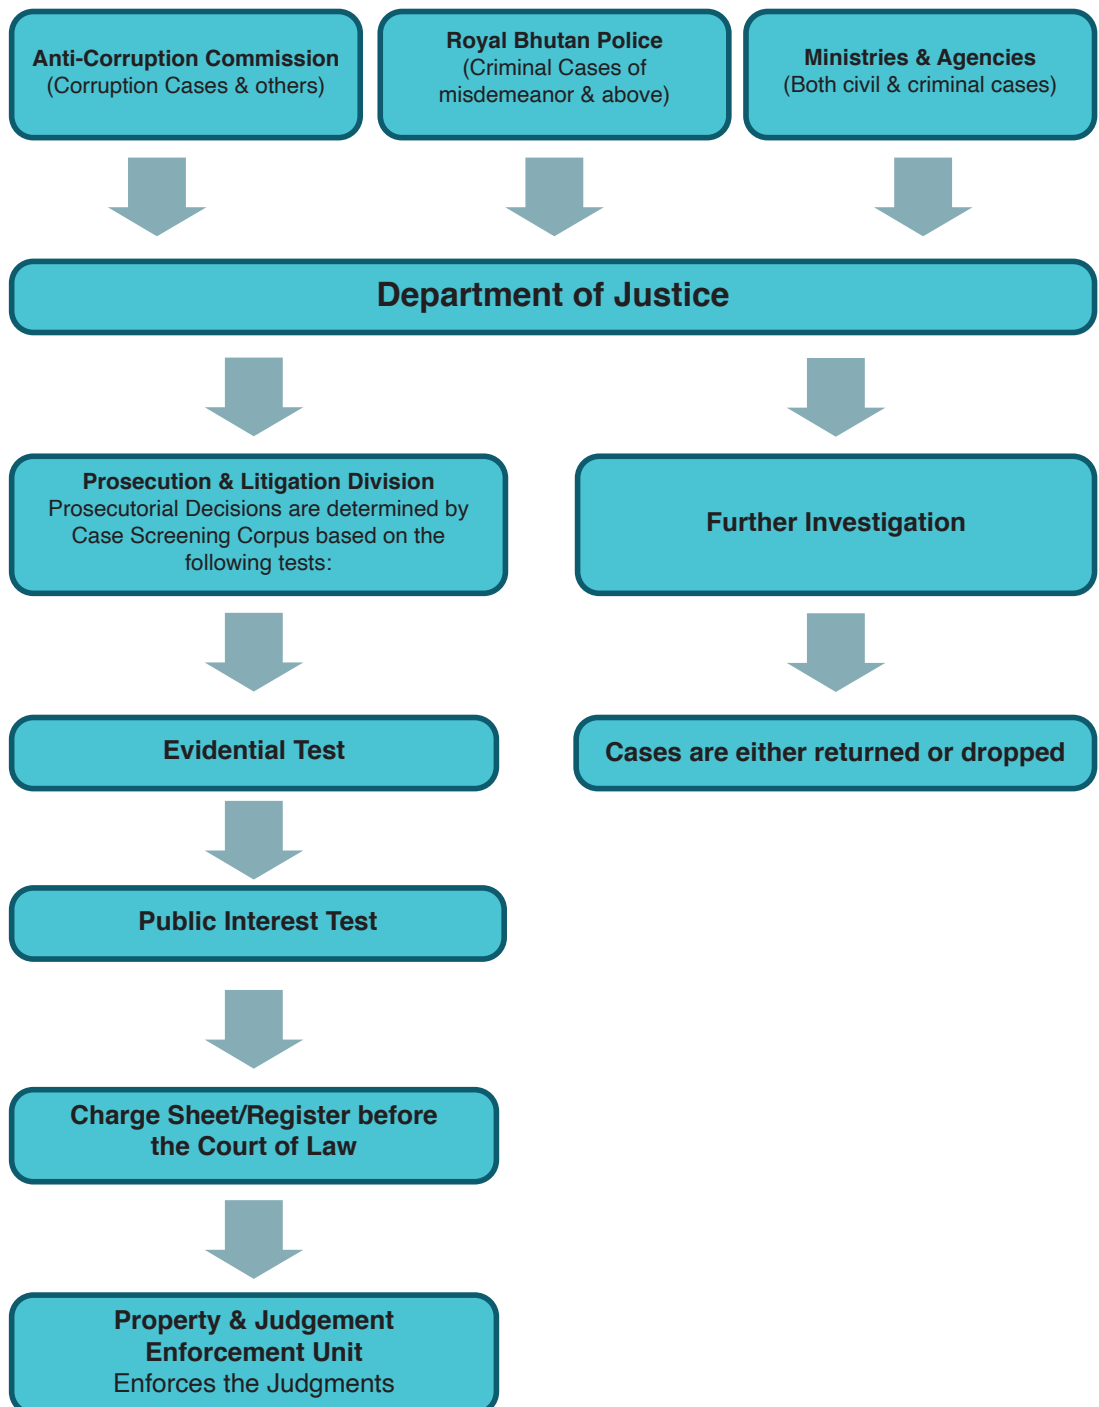 Anti-Corruption Commission
(Corruption Cases & others)
Royal Bhutan Police
(Criminal Cases of
misdemeanor & above)
Ministries & Agencies
(Both civil & criminal cases)
Department of Justice
Prosecution & Litigation Division
Prosecutorial Decisions are determined by
Case Screening Corpus based on the
following tests:
Further Investigation
Evidential Test
Cases are either returned or dropped
Public Interest Test
Charge Sheet/Register before
the Court of Law
Property & Judgement
Enforcement Unit
Enforces the Judgments